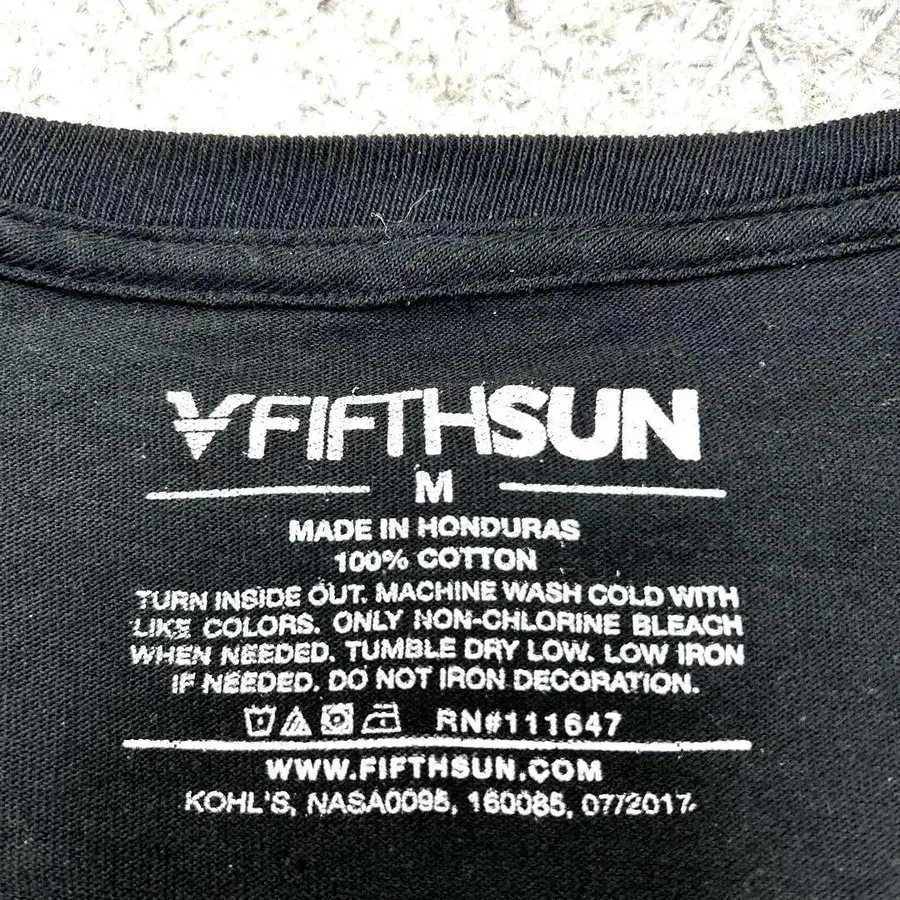 FIFTHSUN
M
MADE IN HONDURAS
100% COTTON
TURN INSIDE OUT. MACHINE WASH COLD WITH
LIKE COLORS. ONLY NON-CHLORINE BLEACH
WHEN NEEDED. TUMBLE DRY LOW. LOW IRON
IF NEEDED. DO NOT IRON DECORATION.
RN#111647
WWW.FIFTHSUN.COM
KOHL'S, NASA0095, 160085, 07/2017